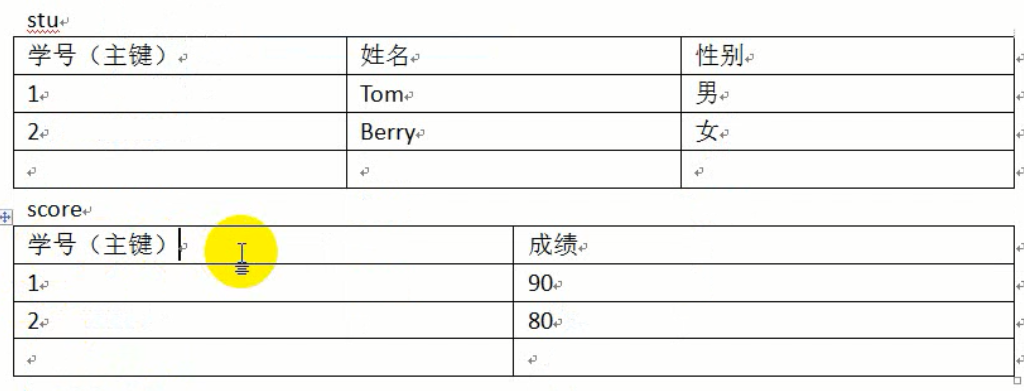 stu
学号（主键） 姓名 性别
1 Tom 男
2 Berry 女
score
学号（主键） 成绩
1 90
2 80